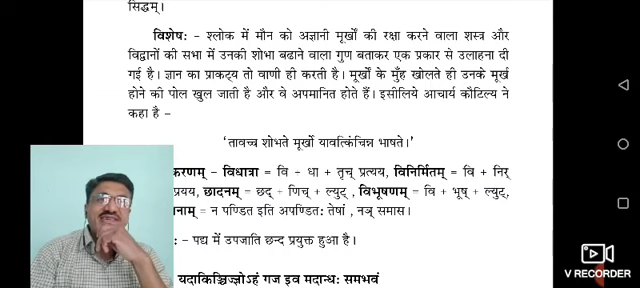 सिद्धम्।
विशेषः - श्लोक में मौन को अज्ञानी मूर्खों की रक्षा करने वाला शस्त्र और
विद्वानों की सभा में उनकी शोभा बढाने वाला गुण बताकर एक प्रकार से उलाहना दी
गई है। ज्ञान का प्राकट्य तो वाणी ही करती है। मूर्खों के मुँह खोलते ही उनके मूर्ख
होने की पोल खुल जाती है और वे अपमानित होते हैं। इसीलिये आचार्य कौटिल्य ने
कहा है –
'तावच्च शोभते मूर्खो यावत्किंचिन्न भाषते।'
करणम् - विधात्रा = वि + धा + तृच् प्रत्यय, विनिर्मितम् = वि + निर्
प्रयय, छादनम् = छद् + णिच् + ल्युट् , विभूषणम् = वि + भूष् + ल्युट्,
नाम् = न पण्डित इति अपण्डितः तेषां , नञ् समास।
- पद्य में उपजाति छन्द प्रयुक्त हुआ है।
यदाकिञ्चिज्ज्ञोऽहं गज इव मदान्धः समभवं
V RECORDER